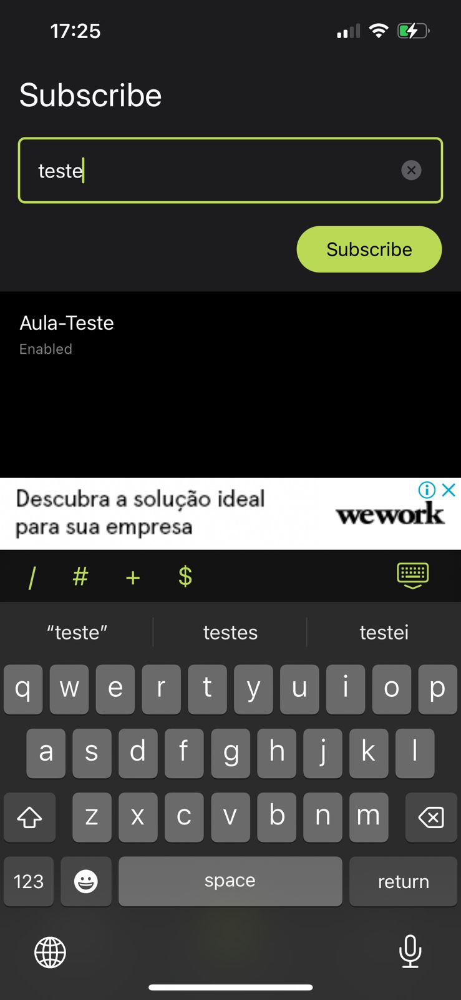 17:25
Subscribe
teste
Subscribe
Aula-Teste
Enabled
Descubra a solução ideal
para sua empresa
wework
/ # + $
“teste” testes testei
q w e r t y u i o p
a s d f g h j k l
z x c v b n m
123 space return